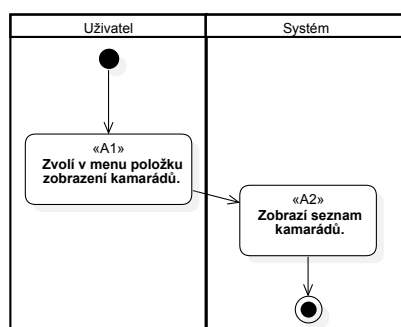 Uživatel
Systém
«A1»
Zvolí v menu položku
zobrazení kamarádů.
«A2»
Zobrazí seznam
kamarádů.